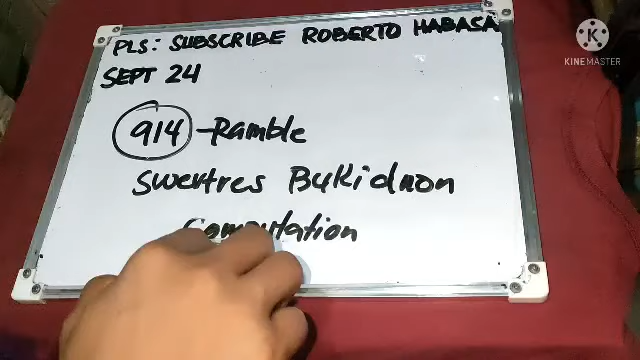 PLS: SUBSCRIBE ROBERTO HABASA
SEPT 24
914 - Ramble
Swertres Bukidnon
Computation
K
KINEMASTER